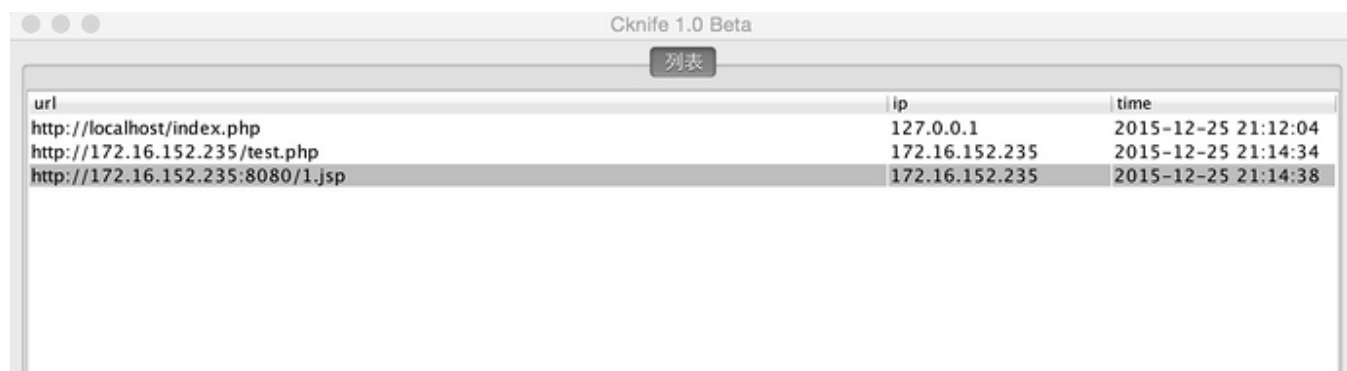 Cknife 1.0 Beta
列表
url ip time
http://localhost/index.php 127.0.0.1 2015-12-25 21:12:04
http://172.16.152.235/test.php 172.16.152.235 2015-12-25 21:14:34
http://172.16.152.235:8080/1.jsp 172.16.152.235 2015-12-25 21:14:38